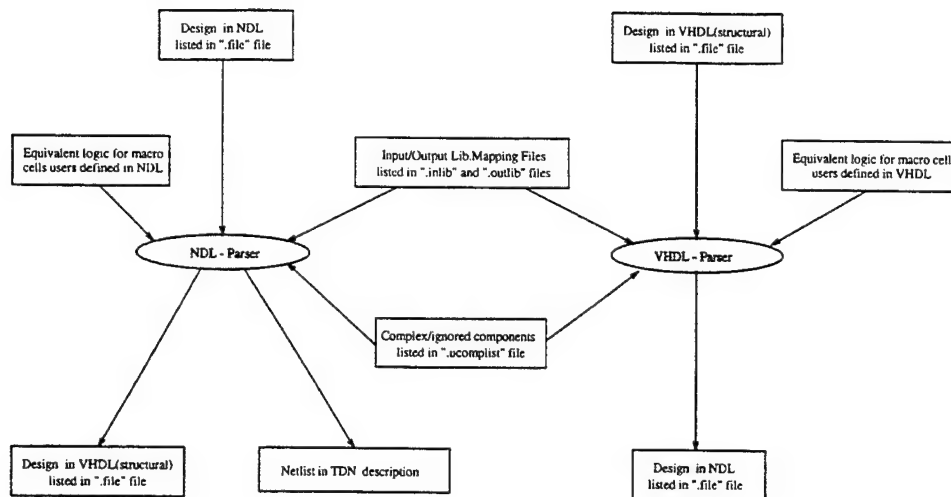 Design in NDL
listed in ".file" file
Design in VHDL(structural)
listed in ".file" file
Equivalent logic for macro
cells users defined in NDL
Input/Output Lib.Mapping Files
listed in ".inlib" and ".outlib" files
Equivalent logic for macro cells
users defined in VHDL
NDL - Parser
VHDL - Parser
Complex/ignored components
listed in ".ucomplist" file
Design in VHDL(structural)
listed in ".file" file
Netlist in TDN description
Design in NDL
listed in ".file" file